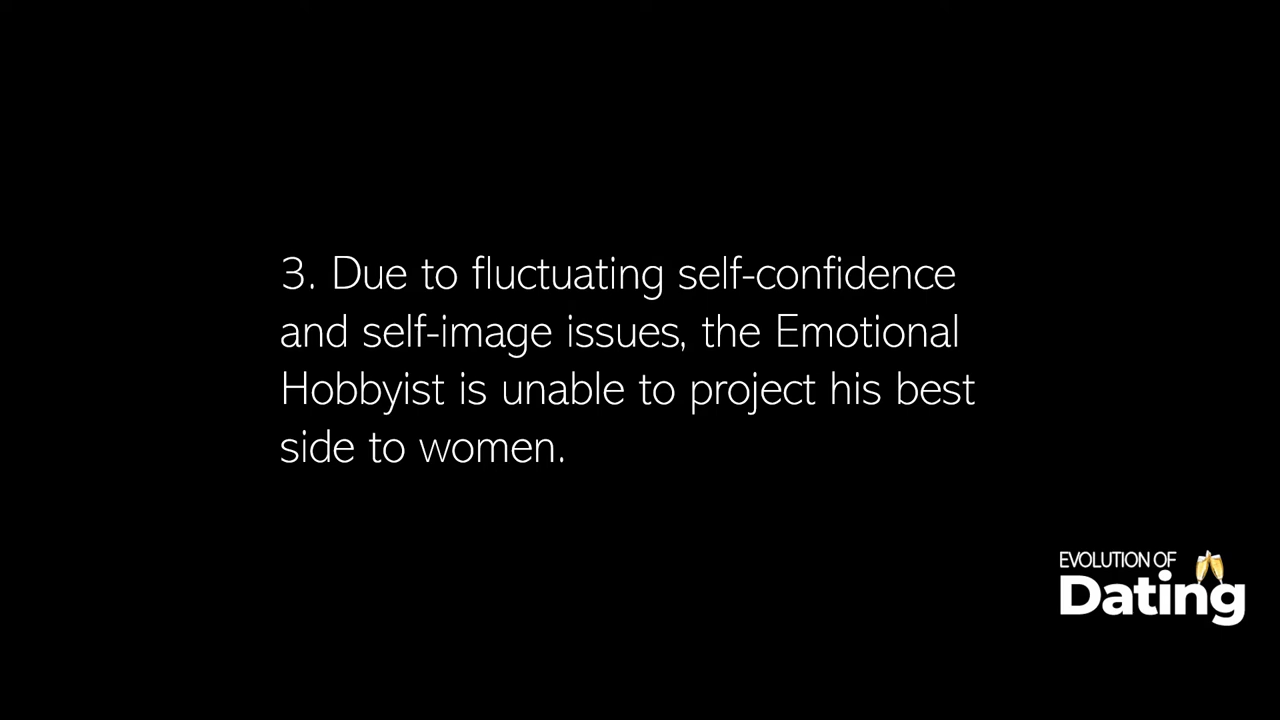 3. Due to fluctuating self-confidence
and self-image issues, the Emotional
Hobbyist is unable to project his best
side to women.
EVOLUTION OF
Dating